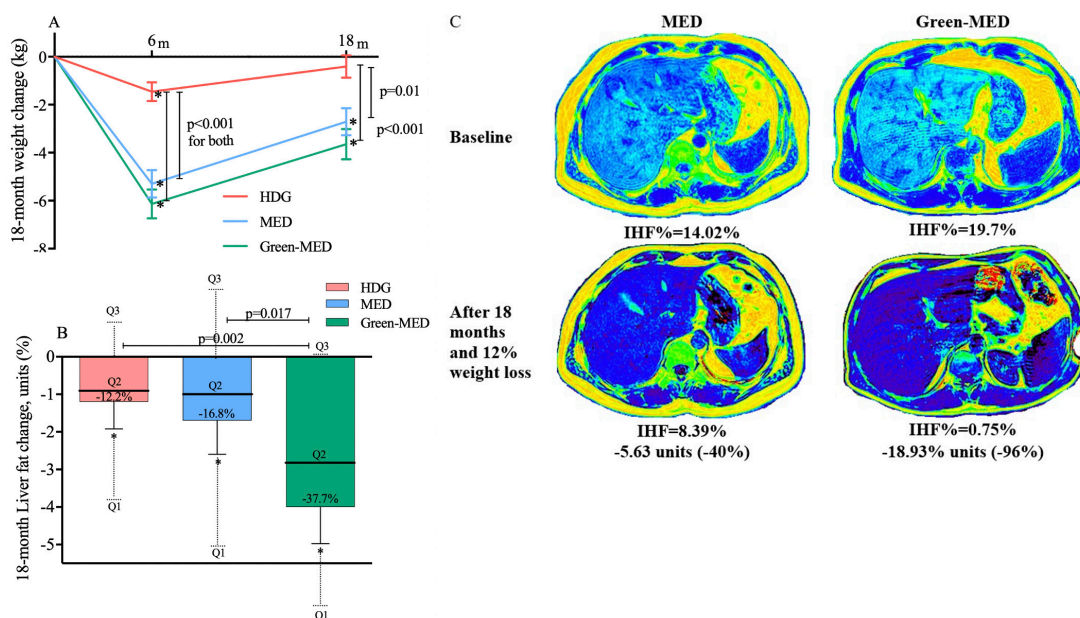 A
6 m
18 m
18-month weight change (kg)
0
-2
-4
-6
-8
*
*
*
*
*
p<0.001
for both
p=0.01
p<0.001
HDG
MED
Green-MED
B
18-month Liver fat change, units (%)
0
-1
-2
-3
-4
-5
HDG
MED
Green-MED
Q3
Q3
Q3
p=0.017
p=0.002
Q2
-12.2%
Q2
-16.8%
Q2
-37.7%
*
*
*
Q1
Q1
Q1
C
MED
Green-MED
Baseline
IHF%=14.02%
IHF%=19.7%
After 18
months
and 12%
weight loss
IHF=8.39%
-5.63 units (-40%)
IHF%=0.75%
-18.93% units (-96%)